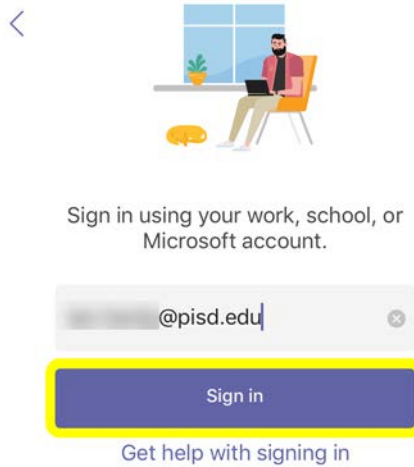 Sign in using your work, school, or
Microsoft account.
@pisd.edu
Sign in
Get help with signing in